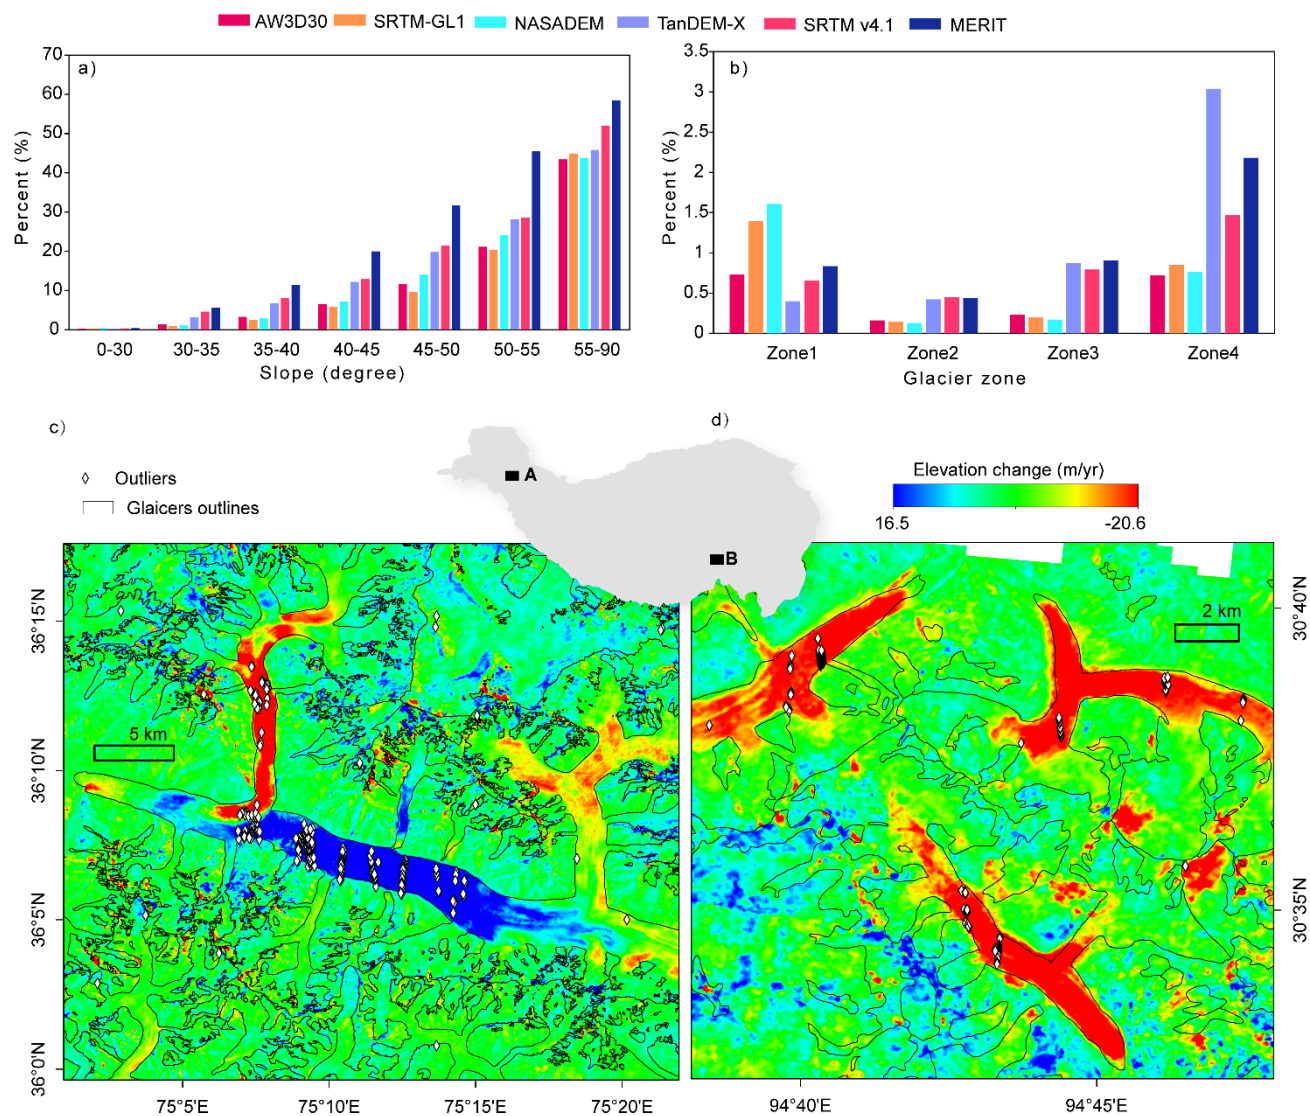 AW3D30 SRTM-GL1 NASADEM TanDEM-X SRTM v4.1 MERIT
a)
Percent (%)
70
60
50
40
30
20
10
0
0-30 30-35 35-40 40-45 45-50 50-55 55-90
Slope (degree)
b)
Percent (%)
3.5
3
2.5
2
1.5
1
0.5
0
Zone1 Zone2 Zone3 Zone4
Glacier zone
c)
Outliers
Glaicers outlines
A
B
d)
Elevation change (m/yr)
16.5 -20.6
36°15'N
36°10'N
36°5'N
36°0'N
5 km
75°5'E 75°10'E 75°15'E 75°20'E
2 km
30°40'N
30°35'N
94°40'E 94°45'E